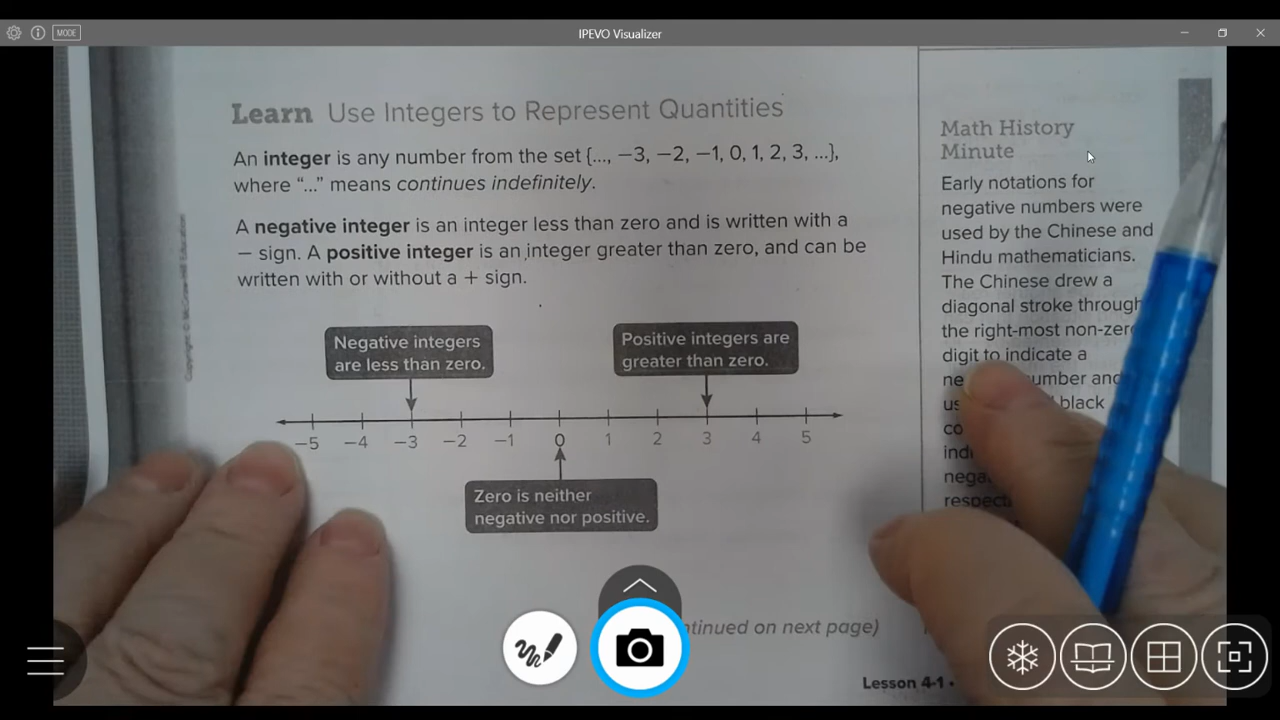 MODE
IPEVO Visualizer
Learn Use Integers to Represent Quantities
An integer is any number from the set {..., −3, −2, −1, 0, 1, 2, 3, ...},
where “...” means continues indefinitely.
A negative integer is an integer less than zero and is written with a
− sign. A positive integer is an integer greater than zero, and can be
written with or without a + sign.
Negative integers
are less than zero.
Positive integers are
greater than zero.
−5 −4 −3 −2 −1 0 1 2 3 4 5
Zero is neither
negative nor positive.
on next page)
Lesson 4-1 •
Math History
Minute
Early notations for
negative numbers were
used by the Chinese and
Hindu mathematicians.
The Chinese drew a
diagonal stroke through
the right-most non-zero
digit to indicate a
and
black
Copyright © McGraw-Hill Education